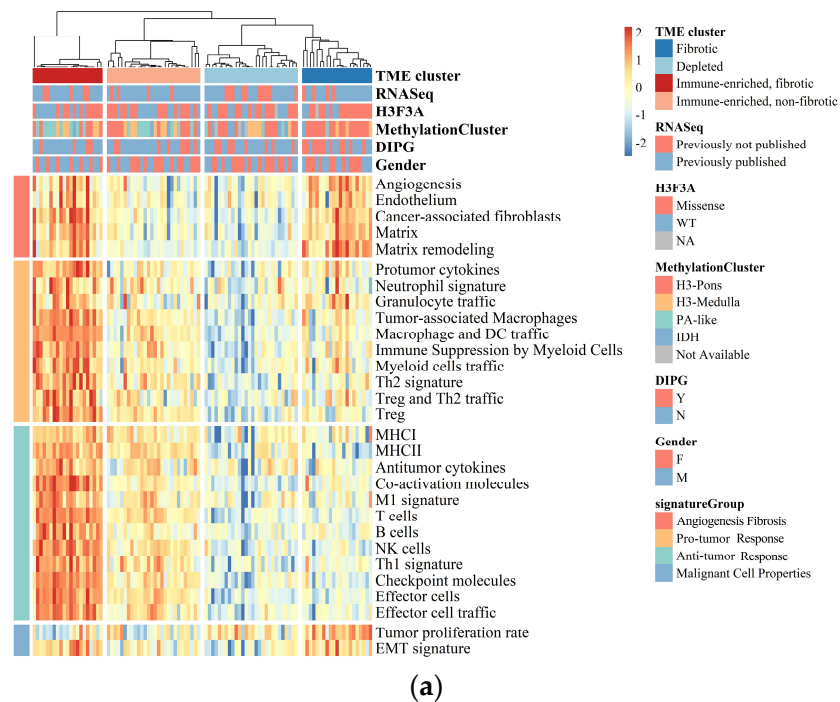 TME cluster
RNASeq
H3F3A
MethylationCluster
DIPG
Gender
Angiogenesis
Endothelium
Cancer-associated fibroblasts
Matrix
Matrix remodeling
Protumor cytokines
Neutrophil signature
Granulocyte traffic
Tumor-associated Macrophages
Macrophage and DC traffic
Immune Suppression by Myeloid Cells
Myeloid cells traffic
Th2 signature
Treg and Th2 traffic
Treg
MHCI
MHCII
Antitumor cytokines
Co-activation molecules
M1 signature
T cells
B cells
NK cells
Th1 signature
Checkpoint molecules
Effector cells
Effector cell traffic
Tumor proliferation rate
EMT signature
2
1
0
-1
-2
TME cluster
Fibrotic
Depleted
Immune-enriched, fibrotic
Immune-enriched, non-fibrotic
RNASeq
Previously not published
Previously published
H3F3A
Missense
WT
NA
MethylationCluster
H3-Pons
H3-Medulla
PA-like
IDH
Not Available
DIPG
Y
N
Gender
F
M
signatureGroup
Angiogenesis Fibrosis
Pro-tumor Response
Anti-tumor Response
Malignant Cell Properties
(a)